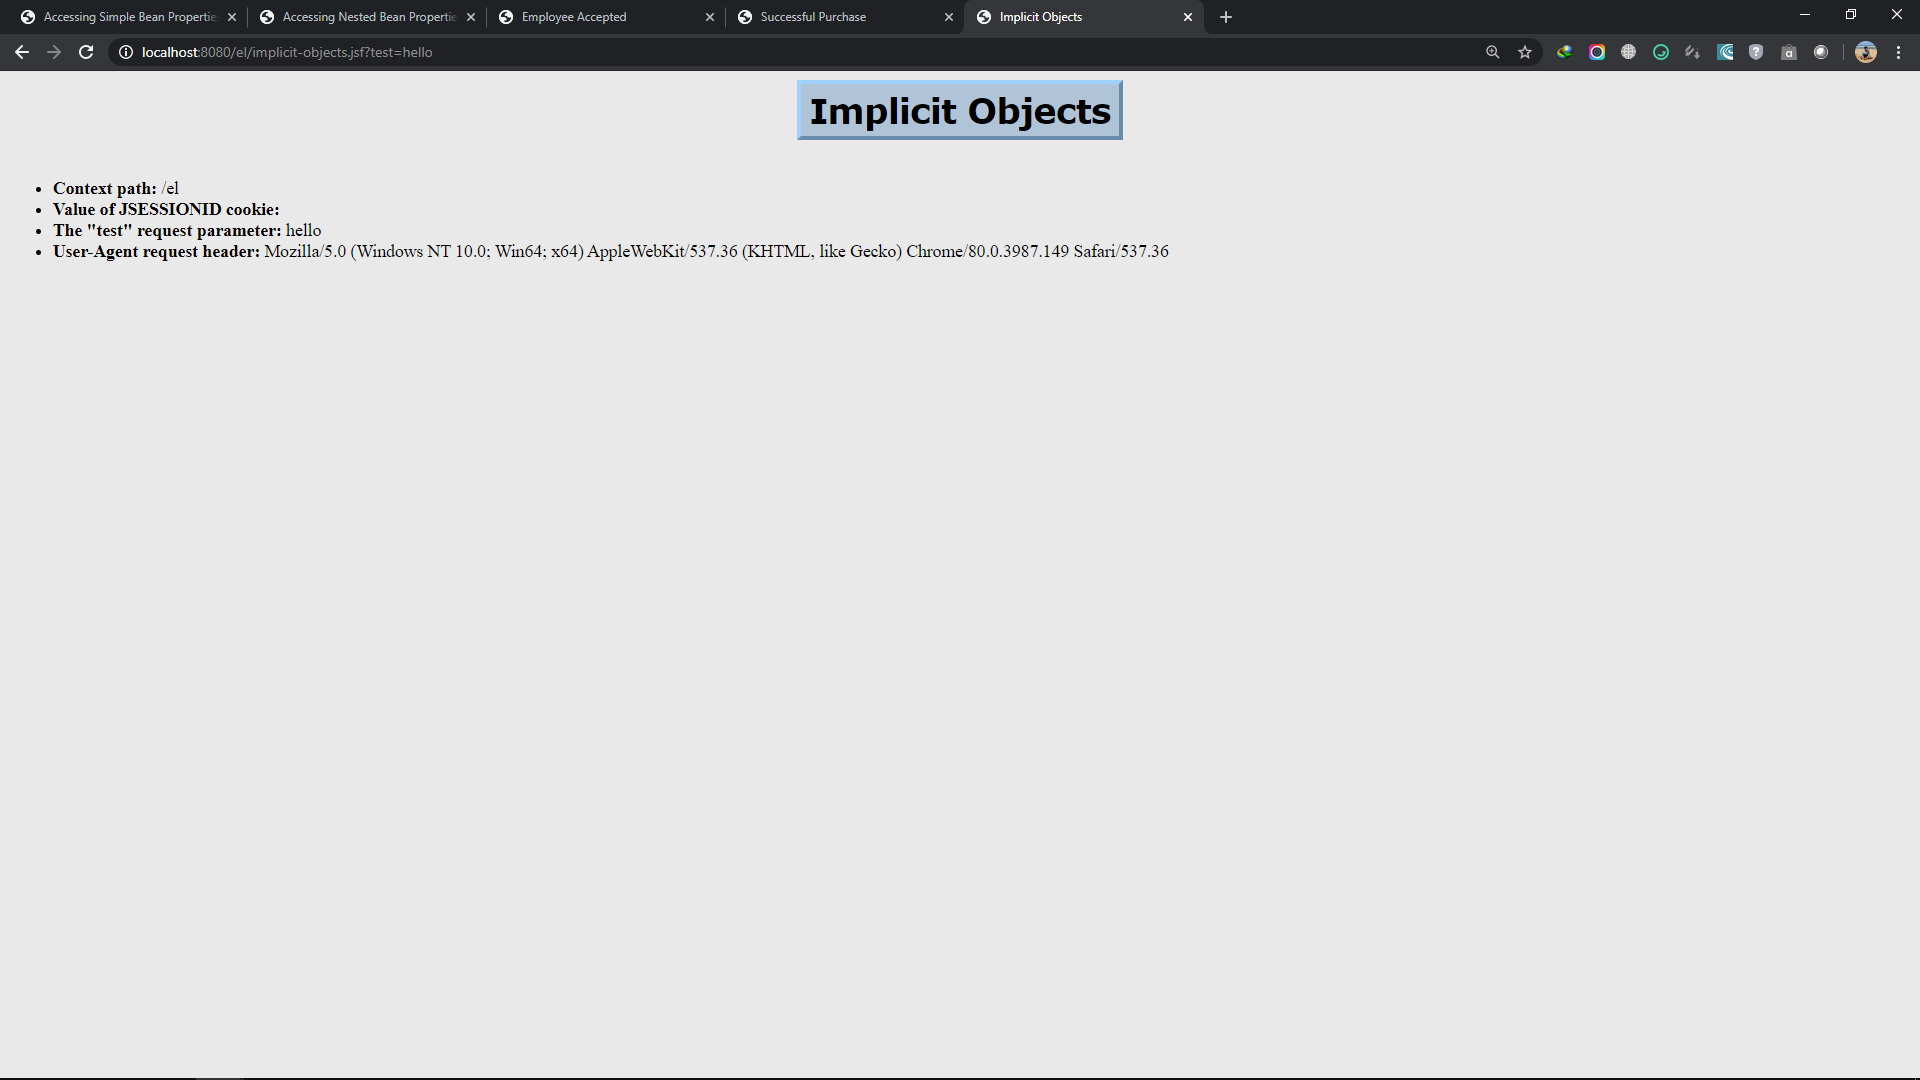 Accessing Simple Bean Propertie
Accessing Nested Bean Propertie
Employee Accepted
Successful Purchase
Implicit Objects
localhost:8080/el/implicit-objects.jsf?test=hello
Implicit Objects
Context path: /el
Value of JSESSIONID cookie:
The "test" request parameter: hello
User-Agent request header: Mozilla/5.0 (Windows NT 10.0; Win64; x64) AppleWebKit/537.36 (KHTML, like Gecko) Chrome/80.0.3987.149 Safari/537.36